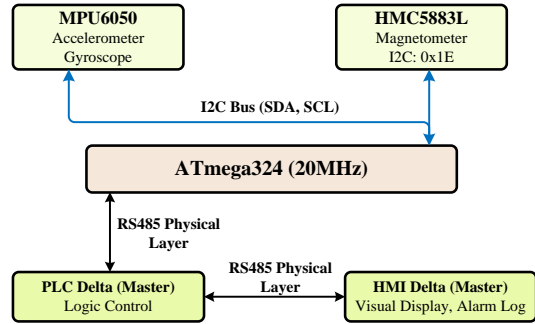 MPU6050
Accelerometer
Gyroscope
HMC5883L
Magnetometer
I2C: 0x1E
I2C Bus (SDA, SCL)
ATmega324 (20MHz)
RS485 Physical
Layer
PLC Delta (Master)
Logic Control
RS485 Physical
Layer
HMI Delta (Master)
Visual Display, Alarm Log